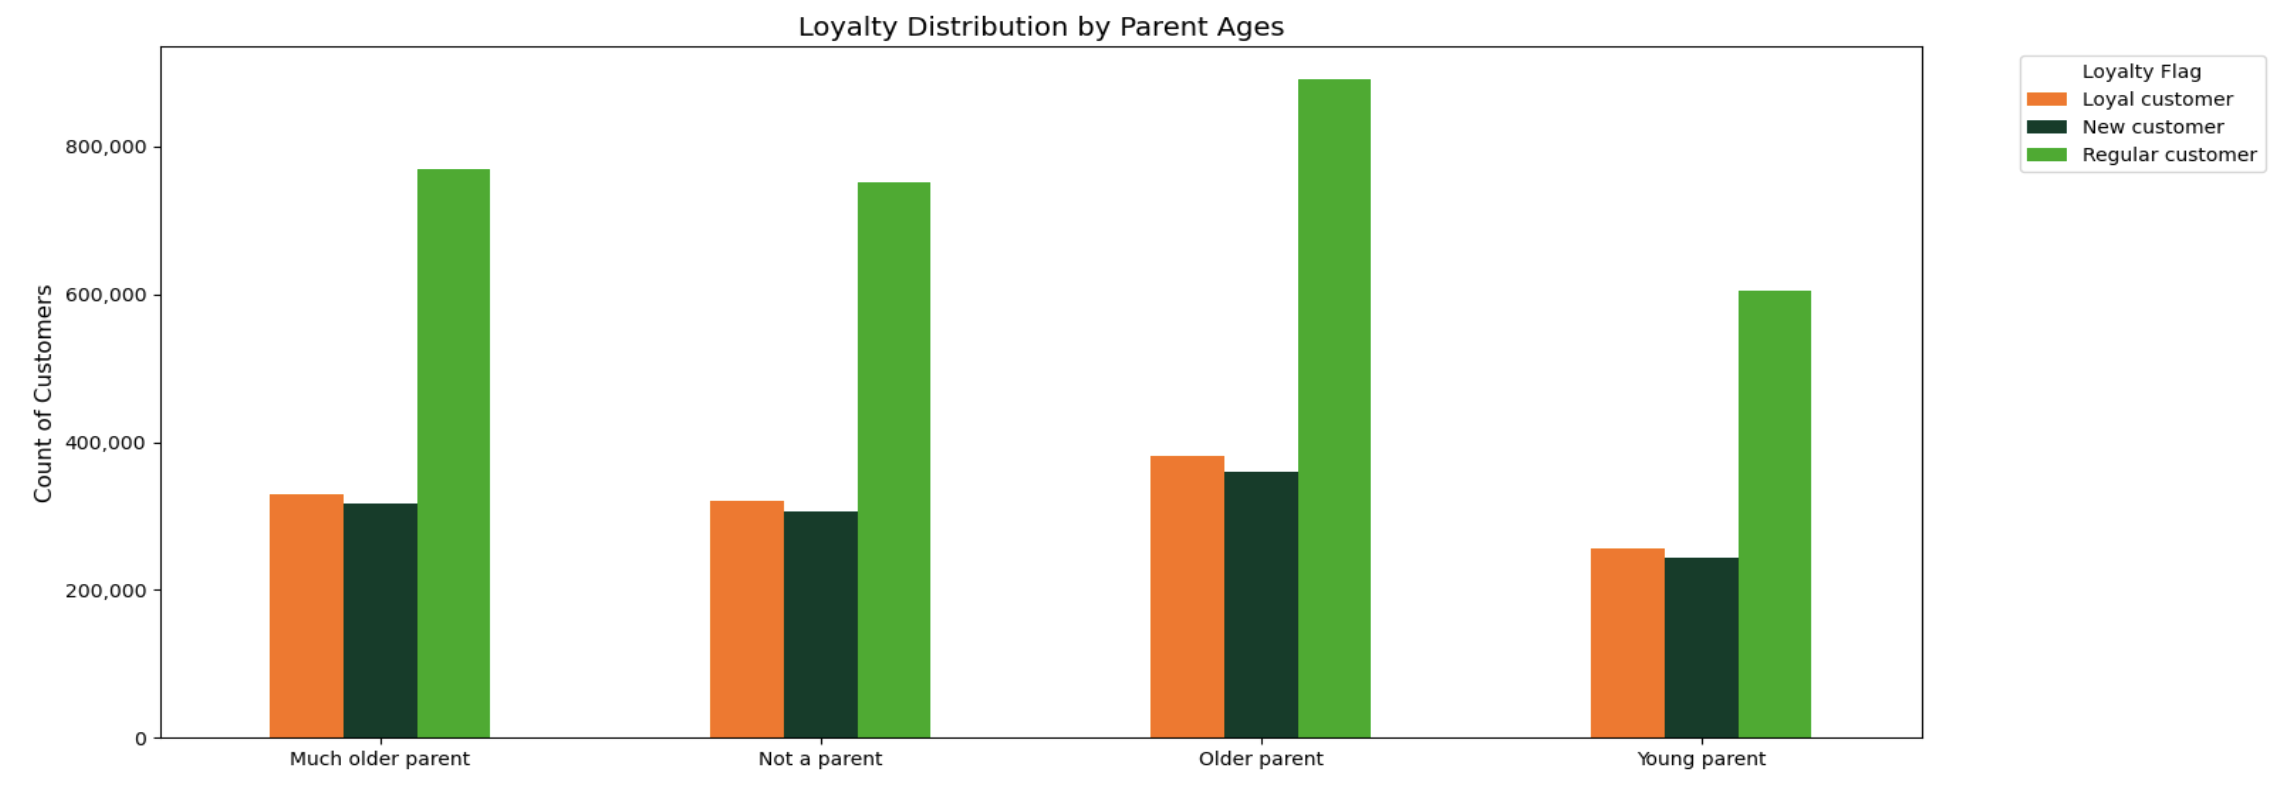 Loyalty Distribution by Parent Ages
Loyalty Flag
Loyal customer
New customer
Regular customer
Count of Customers
800,000
600,000
400,000
200,000
0
Much older parent
Not a parent
Older parent
Young parent